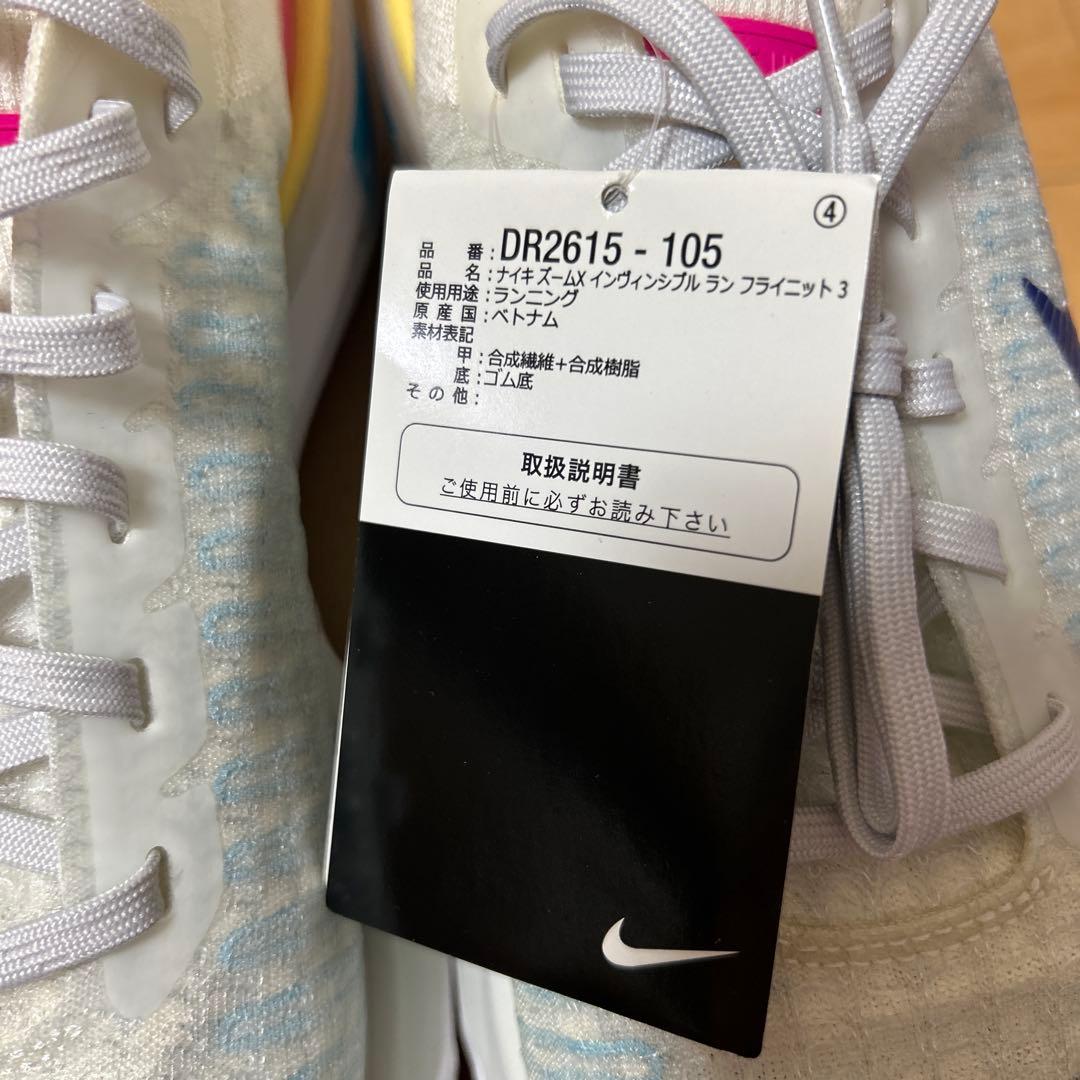 ④
品 番 : DR2615 - 105
品 名 : ナイキ ズームX インヴィンシブル ラン フライニット 3
使用用途 : ランニング
原 産 国 : ベトナム
素材表記
甲 : 合成繊維+合成樹脂
底 : ゴム底
そ の 他 :
取扱説明書
ご使用前に必ずお読み下さい